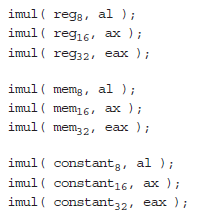 imul( reg8, al );
imul( reg16, ax );
imul( reg32, eax );
imul( mem8, al );
imul( mem16, ax );
imul( mem32, eax );
imul( constant8, al );
imul( constant16, ax );
imul( constant32, eax );